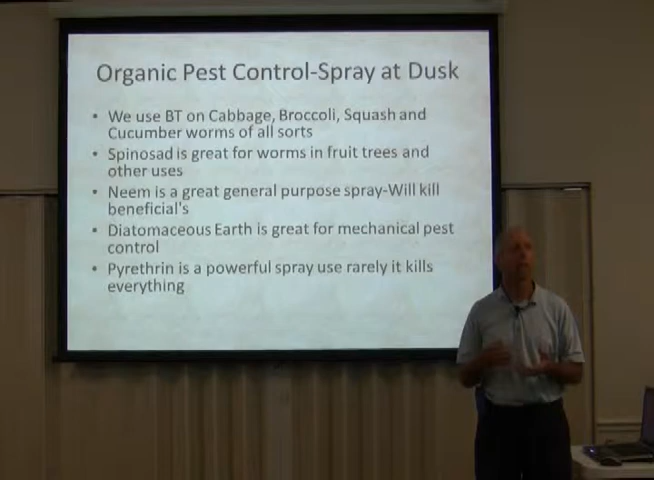 Organic Pest Control-Spray at Dusk
• We use BT on Cabbage, Broccoli, Squash and
Cucumber worms of all sorts
• Spinosad is great for worms in fruit trees and
other uses
• Neem is a great general purpose spray-Will kill
beneficial's
• Diatomaceous Earth is great for mechanical pest
control
• Pyrethrin is a powerful spray use rarely it kills
everything